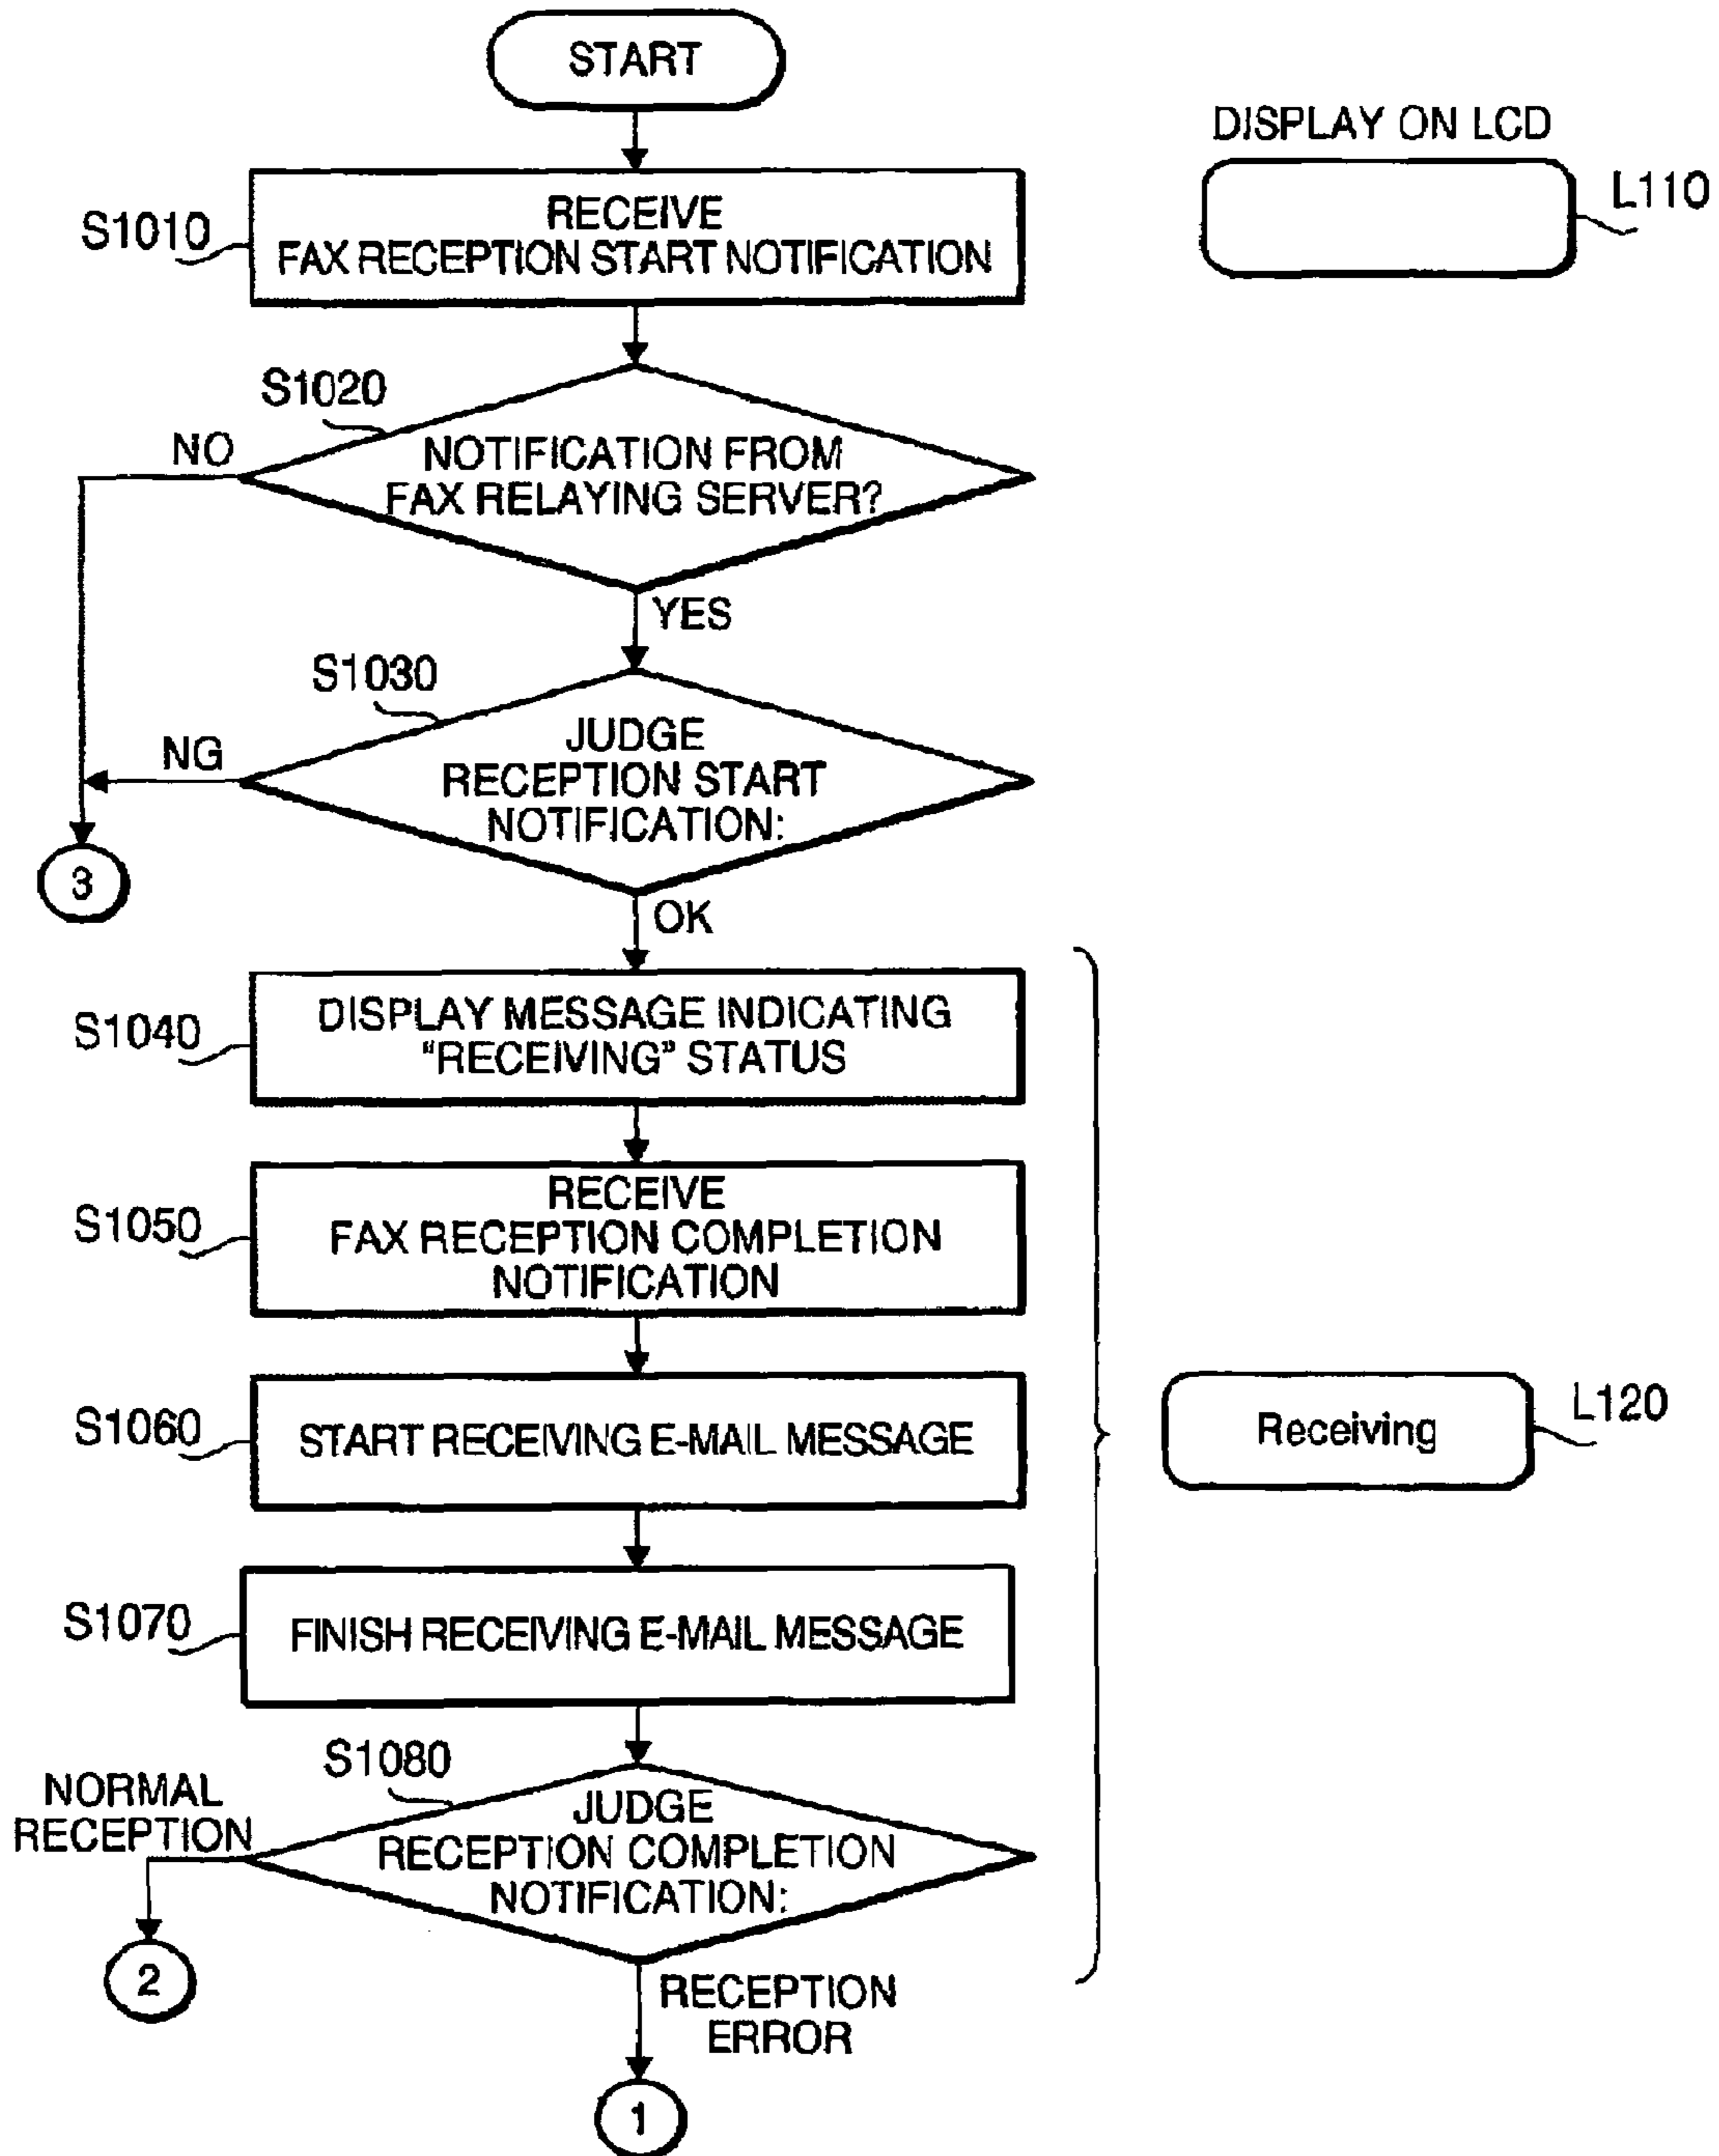 START
DISPLAY ON LCD
L110
S1010
RECEIVE
FAX RECEPTION START NOTIFICATION
S1020
NO
NOTIFICATION FROM
FAX RELAYING SERVER?
YES
S1030
NG
JUDGE
RECEPTION START
NOTIFICATION:
3
OK
S1040
DISPLAY MESSAGE INDICATING
"RECEIVING" STATUS
S1050
RECEIVE
FAX RECEPTION COMPLETION
NOTIFICATION
S1060
START RECEIVING E-MAIL MESSAGE
Receiving
L120
S1070
FINISH RECEIVING E-MAIL MESSAGE
S1080
NORMAL
RECEPTION
JUDGE
RECEPTION COMPLETION
NOTIFICATION:
2
RECEPTION
ERROR
1